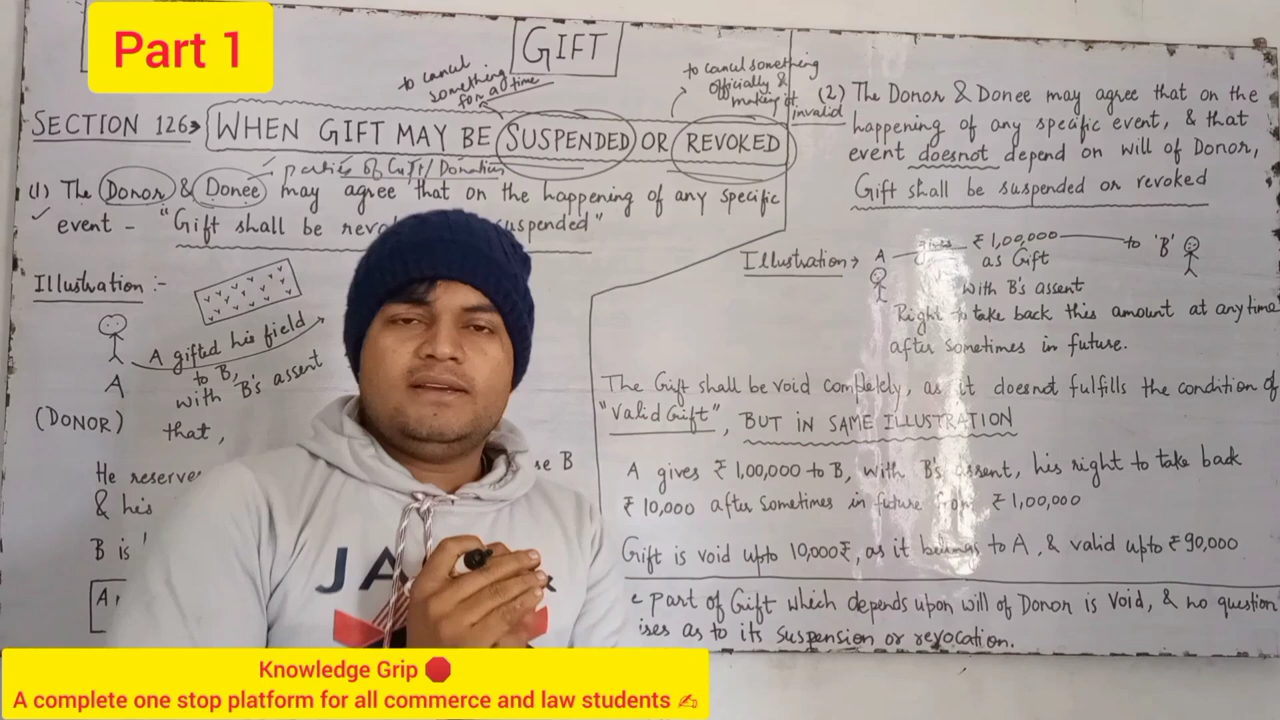 Part 1
GIFT
to cancel
something
for a time
to cancel something
officially &
making it
invalid
SECTION 126→ WHEN GIFT MAY BE SUSPENDED OR REVOKED
parties of Gift/Donation
(1) The Donor & Donee may agree that on the happening of any specific
event - "Gift shall be revo uspended"
Illustration :-
A gifted his field
to B,
with B's assent
A
(DONOR)
that,
He reserve se B
& his
B is
A
(2) The Donor & Donee may agree that on the
happening of any specific event, & that
event doesnot depend on will of Donor,
Gift shall be suspended or revoked
Illustration → A gives ₹ 1,00,000 to 'B'
as Gift
with B's assent
Right to take back this amount at any time
after sometimes in future.
The Gift shall be void completely, as it doesnot fulfills the condition of
"Valid Gift", BUT IN SAME ILLUSTRATION
A gives ₹ 1,00,000 to B, with B's assent, his right to take back
₹ 10,000 after sometimes in future from ₹ 1,00,000
Gift is void upto 10,000₹, as it belongs to A, & valid upto ₹ 90,000
e part of Gift which depends upon will of Donor is void, & no question
ises as to its suspension or revocation.
JA
Knowledge Grip 🛑
A complete one stop platform for all commerce and law students ✍